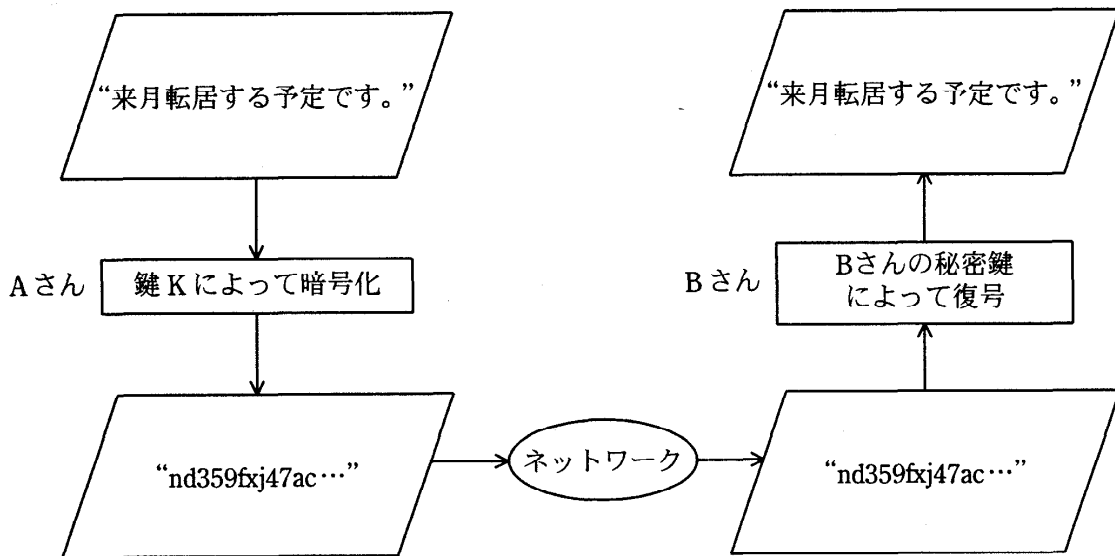 “来月転居する予定です。”
“来月転居する予定です。”
Aさん
鍵Kによって暗号化
Bさん
Bさんの秘密鍵
によって復号
“nd359fxj47ac…”
ネットワーク
“nd359fxj47ac…”